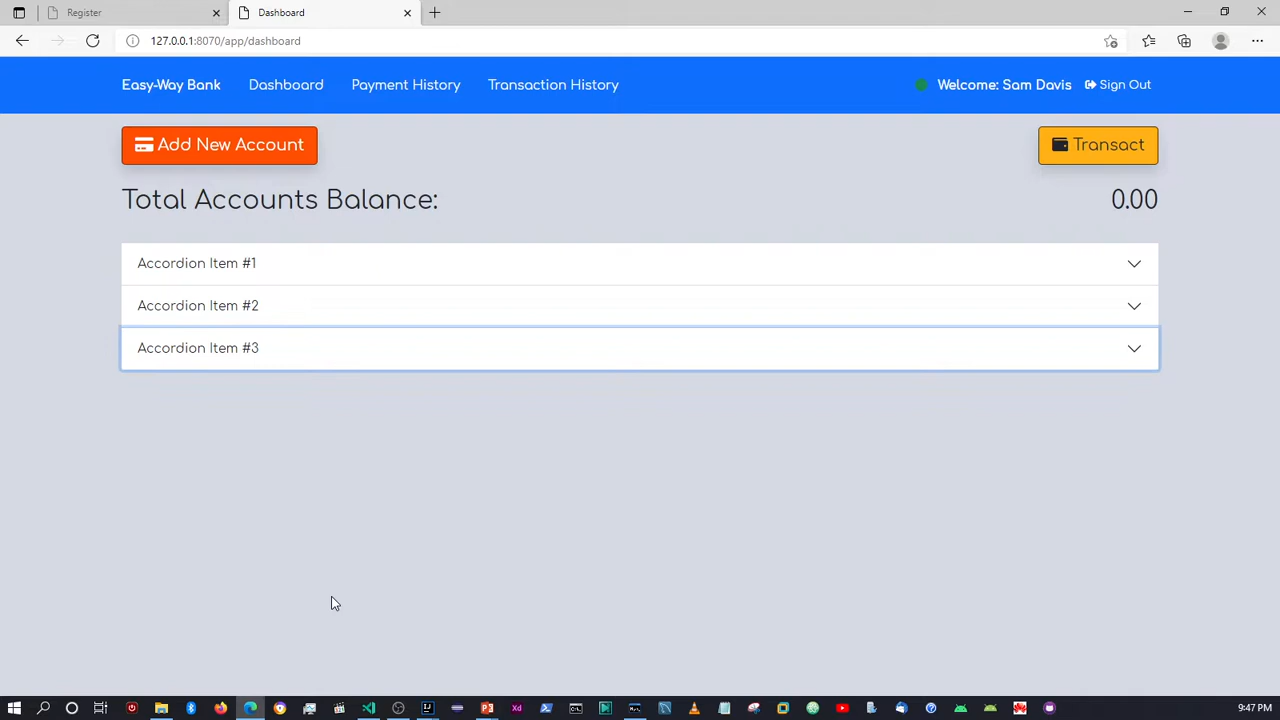 Register
Dashboard
127.0.0.1:8070/app/dashboard
Easy-Way Bank Dashboard Payment History Transaction History Welcome: Sam Davis Sign Out
Add New Account Transact
Total Accounts Balance: 0.00
Accordion Item #1
Accordion Item #2
Accordion Item #3
9:47 PM